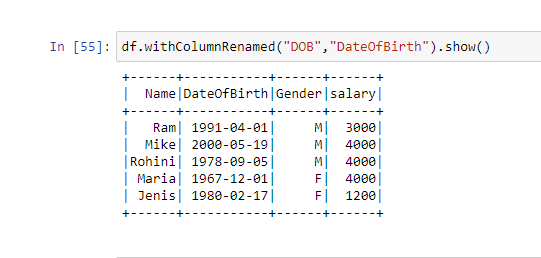 In [55]: df.withColumnRenamed("DOB","DateOfBirth").show()
+------+-----------+------+------+
|  Name|DateOfBirth|Gender|salary|
+------+-----------+------+------+
|   Ram| 1991-04-01|     M|  3000|
|  Mike| 2000-05-19|     M|  4000|
|Rohini| 1978-09-05|     M|  4000|
| Maria| 1967-12-01|     F|  4000|
| Jenis| 1980-02-17|     F|  1200|
+------+-----------+------+------+